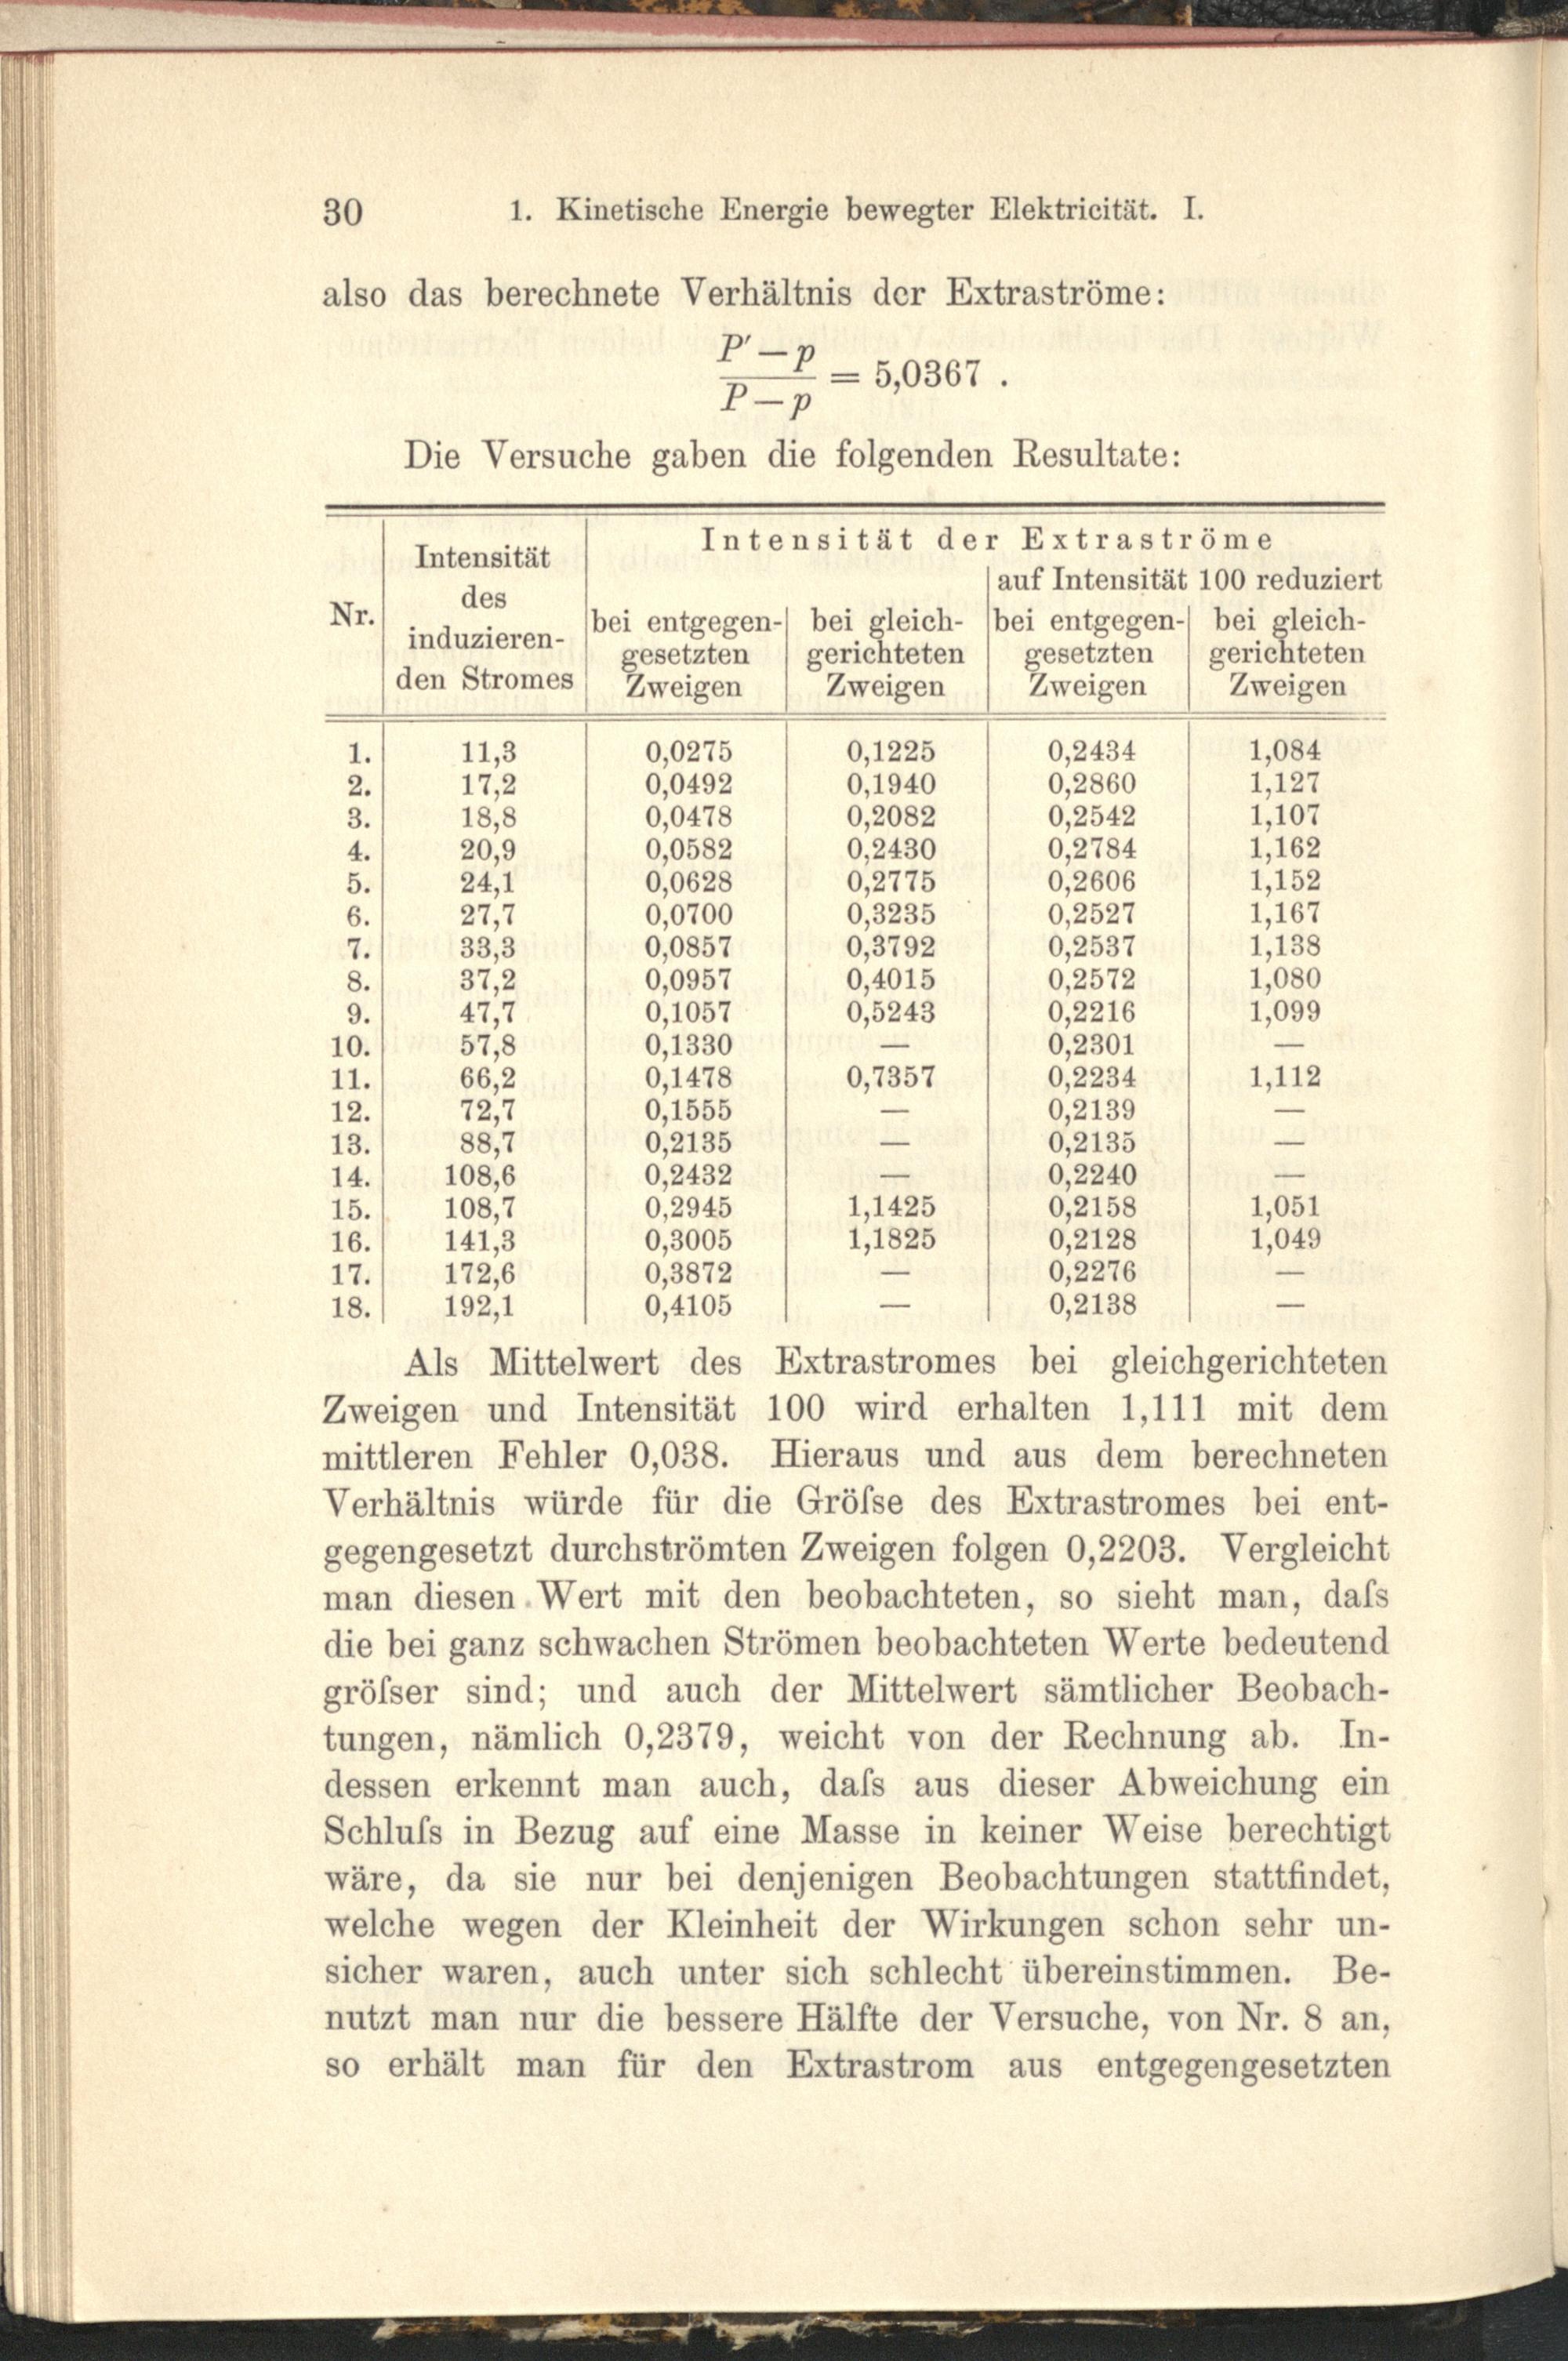 30 1. Kinetische Energie bewegter Elektricität. I.
also das berechnete Verhältnis der Extraströme:
P′ — p
P — p
= 5,0367 .
Die Versuche gaben die folgenden Resultate:
Nr.
Intensität
des
induzieren-
den Stromes
Intensität der Extraströme
auf Intensität 100 reduziert
bei entgegen-
gesetzten
Zweigen
bei gleich-
gerichteten
Zweigen
bei entgegen-
gesetzten
Zweigen
bei gleich-
gerichteten
Zweigen
1. 11,3 0,0275 0,1225 0,2434 1,084
2. 17,2 0,0492 0,1940 0,2860 1,127
3. 18,8 0,0478 0,2082 0,2542 1,107
4. 20,9 0,0582 0,2430 0,2784 1,162
5. 24,1 0,0628 0,2775 0,2606 1,152
6. 27,7 0,0700 0,3235 0,2527 1,167
7. 33,3 0,0857 0,3792 0,2537 1,138
8. 37,2 0,0957 0,4015 0,2572 1,080
9. 47,7 0,1057 0,5243 0,2216 1,099
10. 57,8 0,1330 — 0,2301 —
11. 66,2 0,1478 0,7357 0,2234 1,112
12. 72,7 0,1555 — 0,2139 —
13. 88,7 0,2135 — 0,2135 —
14. 108,6 0,2432 — 0,2240 —
15. 108,7 0,2945 1,1425 0,2158 1,051
16. 141,3 0,3005 1,1825 0,2128 1,049
17. 172,6 0,3872 — 0,2276 —
18. 192,1 0,4105 — 0,2138 —
Als Mittelwert des Extrastromes bei gleichgerichteten
Zweigen und Intensität 100 wird erhalten 1,111 mit dem
mittleren Fehler 0,038. Hieraus und aus dem berechneten
Verhältnis würde für die Gröſse des Extrastromes bei ent-
gegengesetzt durchströmten Zweigen folgen 0,2203. Vergleicht
man diesen Wert mit den beobachteten, so sieht man, daſs
die bei ganz schwachen Strömen beobachteten Werte bedeutend
gröſser sind; und auch der Mittelwert sämtlicher Beobach-
tungen, nämlich 0,2379, weicht von der Rechnung ab. In-
dessen erkennt man auch, daſs aus dieser Abweichung ein
Schluſs in Bezug auf eine Masse in keiner Weise berechtigt
wäre, da sie nur bei denjenigen Beobachtungen stattfindet,
welche wegen der Kleinheit der Wirkungen schon sehr un-
sicher waren, auch unter sich schlecht übereinstimmen. Be-
nutzt man nur die bessere Hälfte der Versuche, von Nr. 8 an,
so erhält man für den Extrastrom aus entgegengesetzten